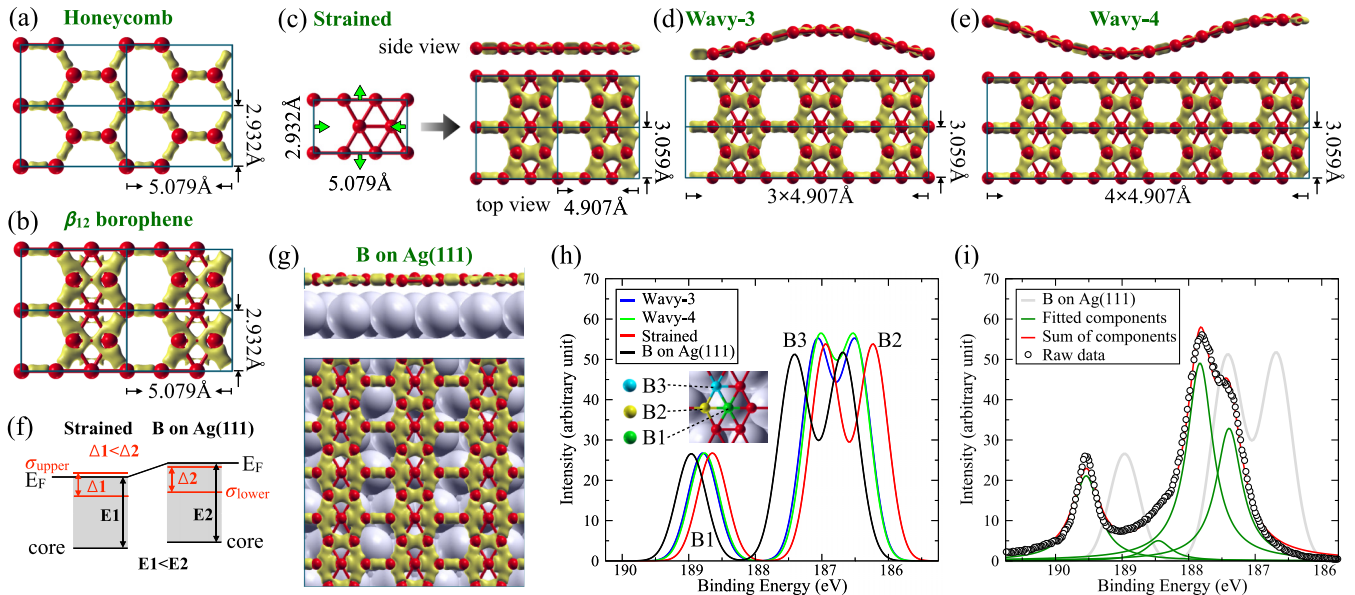 (a) Honeycomb
2.932Å
5.079Å
β12 borophene
(b)
2.932Å
5.079Å
(c) Strained
side view
2.932Å
5.079Å
3.059Å
top view
4.907Å
(d) Wavy-3
3.059Å
3×4.907Å
(e) Wavy-4
3.059Å
4×4.907Å
(f) Strained B on Ag(111)
Δ1<Δ2
σupper
EF
Δ1
Δ2
EF
σlower
E1
E2
core
core
E1<E2
(g) B on Ag(111)
(h)
70
60
50
40
30
20
10
0
Intensity (arbitrary unit)
Wavy-3
Wavy-4
Strained
B on Ag(111)
B3
B2
B3
B2
B1
B1
190 189 188 187 186
Binding Energy (eV)
(i)
70
60
50
40
30
20
10
0
Intensity (arbitrary unit)
B on Ag(111)
Fitted components
Sum of components
Raw data
190 189 188 187 186
Binding Energy (eV)